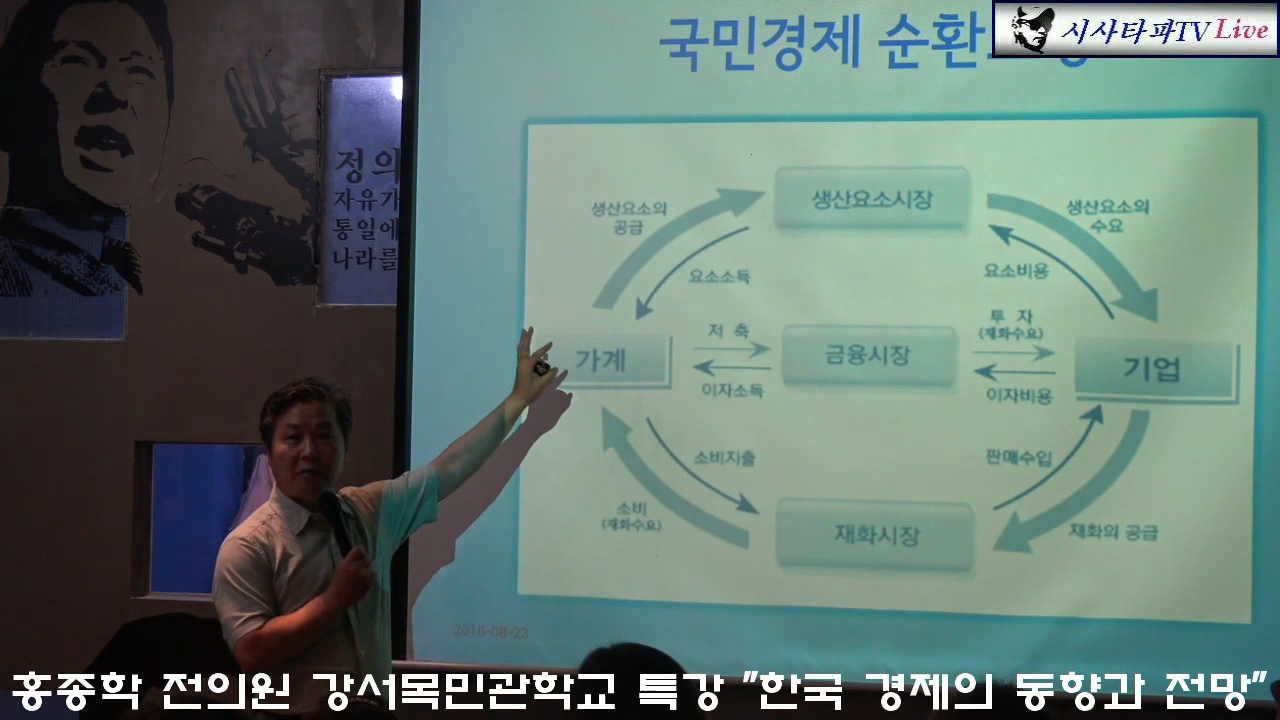 시사타파TV Live
국민경제 순환
정의
자유가
통일에
나라를
생산요소시장
생산요소의
공급
생산요소의
수요
요소소득
요소비용
저 축
투 자
(재화수요)
가계
금융시장
기업
이자소득
이자비용
소비지출
판매수입
소비
(재화수요)
재화시장
재화의 공급
2016-08-23
홍종학 전의원 강서목민관학교 특강 "한국 경제의 동향과 전망"